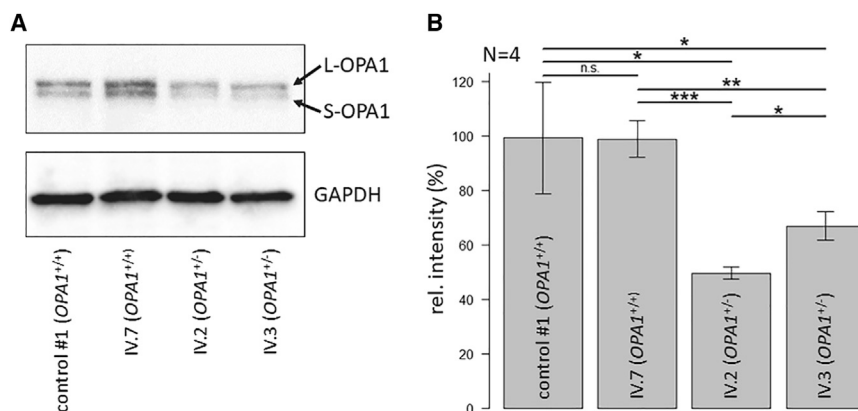 A
L-OPA1
S-OPA1
GAPDH
control #1 (OPA1+/+)
IV.7 (OPA1+/+)
IV.2 (OPA1+/-)
IV.3 (OPA1+/-)
B
N=4
*
*
n.s.
**
***
*
rel. intensity (%)
120
100
80
60
40
20
0
control #1 (OPA1+/+)
IV.7 (OPA1+/+)
IV.2 (OPA1+/-)
IV.3 (OPA1+/-)